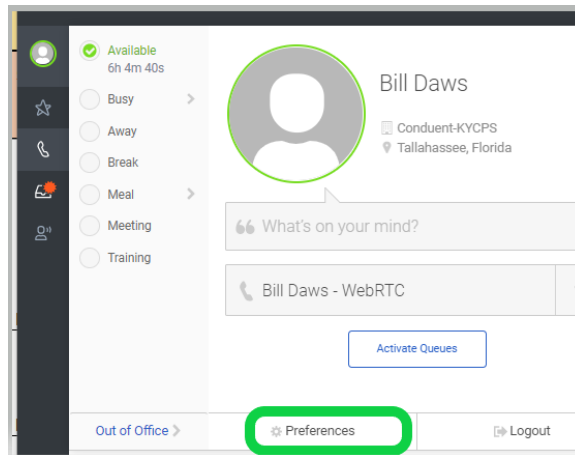 Available
6h 4m 40s
Busy
Away
Break
Meal
Meeting
Training
Out of Office
Bill Daws
Conduent-KYCPS
Tallahassee, Florida
What's on your mind?
Bill Daws - WebRTC
Activate Queues
Preferences
Logout